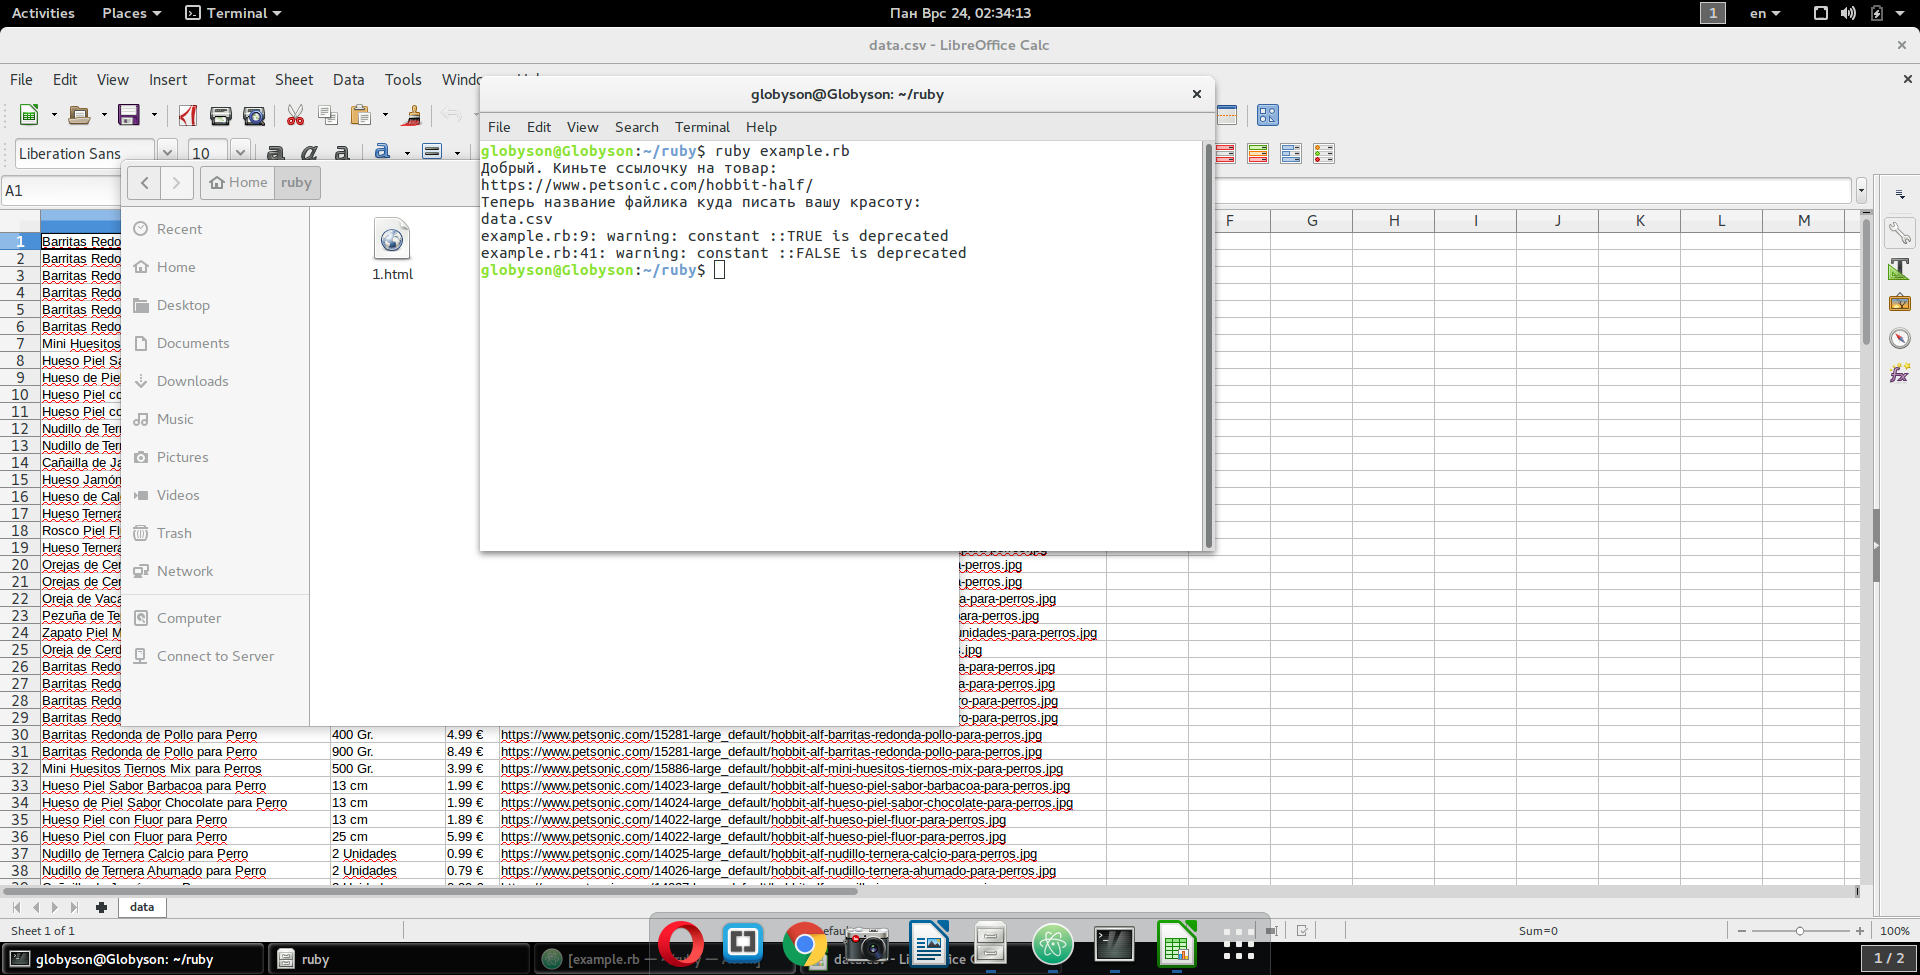 Activities Places Terminal Пан Врс 24, 02:34:13 1 en
data.csv - LibreOffice Calc
File Edit View Insert Format Sheet Data Tools
globyson@Globyson: ~/ruby
File Edit View Search Terminal Help
Liberation Sans 10
A1
globyson@Globyson:~/ruby$ ruby example.rb
Добрый. Киньте ссылочку на товар:
https://www.petsonic.com/hobbit-half/
Теперь название файлика куда писать вашу красоту:
data.csv
example.rb:9: warning: constant ::TRUE is deprecated
example.rb:41: warning: constant ::FALSE is deprecated
globyson@Globyson:~/ruby$
Home ruby
Recent
Home
Desktop
Documents
Downloads
Music
Pictures
Videos
Trash
Network
Computer
Connect to Server
1.html
F G H I J K L M
1 Barritas Redo
2 Barritas Redo
3 Barritas Redo
4 Barritas Redo
5 Barritas Redo
6 Barritas Redo
7 Mini Huesitos
8 Hueso Piel Sa
9 Hueso de Pie
10 Hueso Piel co
11 Hueso Piel co
12 Nudillo de Ter
13 Nudillo de Ter
14 Cañailla de Ja
15 Hueso Jamón
16 Hueso de Calc
17 Hueso Ternera
18 Rosco Piel Fl
19 Hueso Ternera
20 Orejas de Cer a-perros.jpg
21 Orejas de Cer a-perros.jpg
22 Oreja de Vaca a-para-perros.jpg
23 Pezuña de Te para-perros.jpg
24 Zapato Piel M unidades-para-perros.jpg
25 Oreja de Cerd s.jpg
26 Barritas Redo a-para-perros.jpg
27 Barritas Redo a-para-perros.jpg
28 Barritas Redo ro-para-perros.jpg
29 Barritas Redo ro-para-perros.jpg
30 Barritas Redonda de Pollo para Perro 400 Gr. 4.99 € https://www.petsonic.com/15281-large_default/hobbit-alf-barritas-redonda-pollo-para-perros.jpg
31 Barritas Redonda de Pollo para Perro 900 Gr. 8.49 € https://www.petsonic.com/15281-large_default/hobbit-alf-barritas-redonda-pollo-para-perros.jpg
32 Mini Huesitos Tiernos Mix para Perros 500 Gr. 3.99 € https://www.petsonic.com/15886-large_default/hobbit-alf-mini-huesitos-tiernos-mix-para-perros.jpg
33 Hueso Piel Sabor Barbacoa para Perro 13 cm 1.99 € https://www.petsonic.com/14023-large_default/hobbit-alf-hueso-piel-sabor-barbacoa-para-perros.jpg
34 Hueso de Piel Sabor Chocolate para Perro 13 cm 1.99 € https://www.petsonic.com/14024-large_default/hobbit-alf-hueso-piel-sabor-chocolate-para-perros.jpg
35 Hueso Piel con Fluor para Perro 13 cm 1.89 € https://www.petsonic.com/14022-large_default/hobbit-alf-hueso-piel-fluor-para-perros.jpg
36 Hueso Piel con Fluor para Perro 25 cm 5.99 € https://www.petsonic.com/14022-large_default/hobbit-alf-hueso-piel-fluor-para-perros.jpg
37 Nudillo de Ternera Calcio para Perro 2 Unidades 0.99 € https://www.petsonic.com/14025-large_default/hobbit-alf-nudillo-ternera-calcio-para-perros.jpg
38 Nudillo de Ternera Ahumado para Perro 2 Unidades 0.79 € https://www.petsonic.com/14026-large_default/hobbit-alf-nudillo-ternera-ahumado-para-perros.jpg
data
Sheet 1 of 1 Sum=0 100%
globyson@Globyson: ~/ruby ruby [example.rb 1 / 2